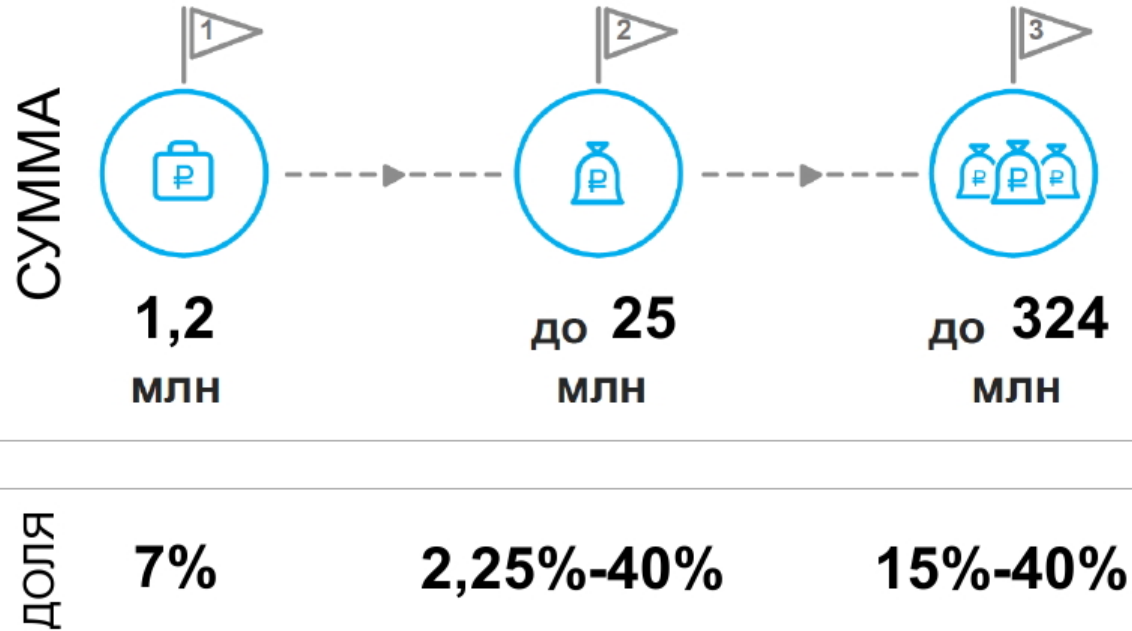 1
2
3
СУММА
₽
₽
₽ ₽ ₽
1,2
млн
до 25
млн
до 324
млн
ДОЛЯ
7%
2,25%-40%
15%-40%